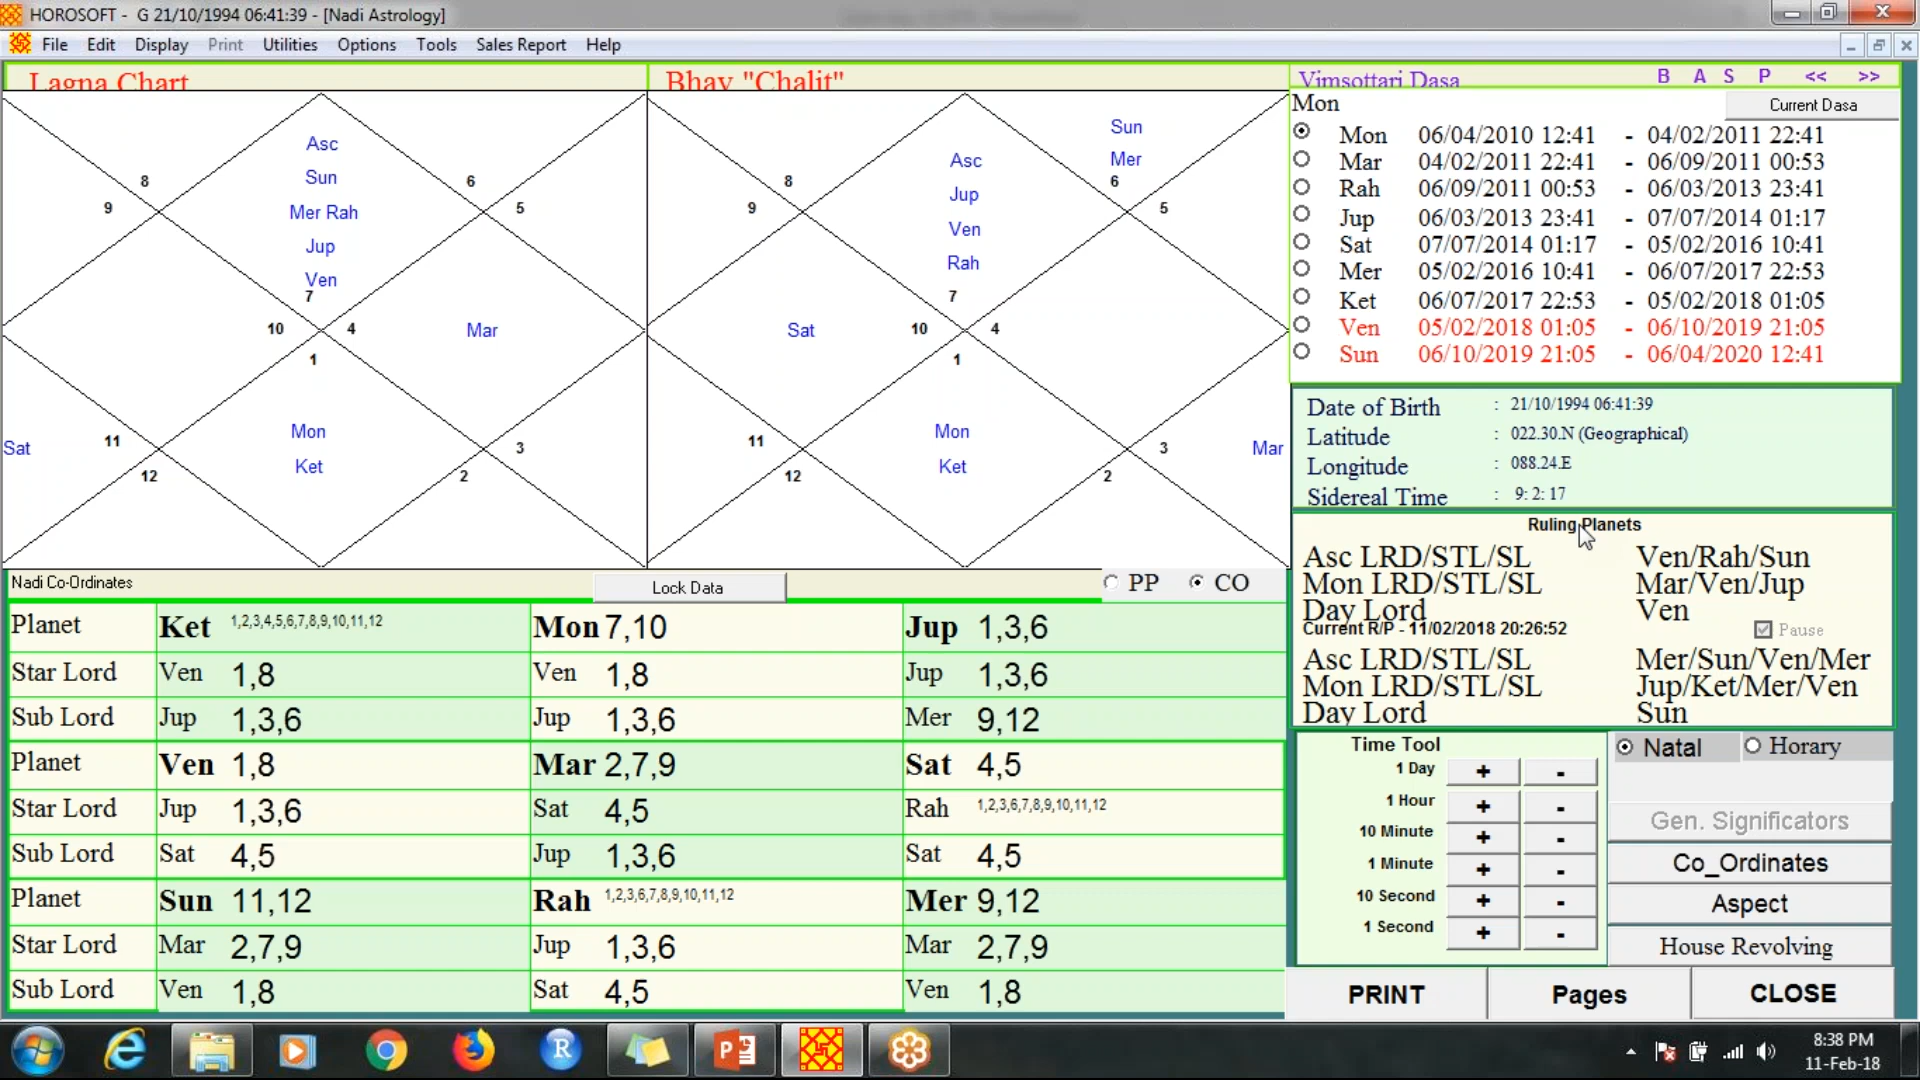 HOROSOFT - G 21/10/1994 06:41:39 - [Nadi Astrology]
File Edit Display Print Utilities Options Tools Sales Report Help
Lagna Chart
Asc
Sun
Mer Rah
Jup
Ven
7
8
9
6
5
10
4
1
Mar
Sat
11
12
Mon
Ket
3
2
Bhav "Chalit"
Sun
Mer
6
Asc
Jup
Ven
Rah
7
8
9
5
Sat
10
4
1
11
12
Mon
Ket
3
2
Mar
Vimsottari Dasa B A S P << >>
Mon Current Dasa
Mon 06/04/2010 12:41 - 04/02/2011 22:41
Mar 04/02/2011 22:41 - 06/09/2011 00:53
Rah 06/09/2011 00:53 - 06/03/2013 23:41
Jup 06/03/2013 23:41 - 07/07/2014 01:17
Sat 07/07/2014 01:17 - 05/02/2016 10:41
Mer 05/02/2016 10:41 - 06/07/2017 22:53
Ket 06/07/2017 22:53 - 05/02/2018 01:05
Ven 05/02/2018 01:05 - 06/10/2019 21:05
Sun 06/10/2019 21:05 - 06/04/2020 12:41
Date of Birth : 21/10/1994 06:41:39
Latitude : 022.30.N (Geographical)
Longitude : 088.24.E
Sidereal Time : 9: 2: 17
Ruling Planets
Asc LRD/STL/SL Ven/Rah/Sun
Mon LRD/STL/SL Mar/Ven/Jup
Day Lord Ven
Current R/P - 11/02/2018 20:26:52 Pause
Asc LRD/STL/SL Mer/Sun/Ven/Mer
Mon LRD/STL/SL Jup/Ket/Mer/Ven
Day Lord Sun
Nadi Co-Ordinates Lock Data PP CO
Planet Ket 1,2,3,4,5,6,7,8,9,10,11,12 Mon 7,10 Jup 1,3,6
Star Lord Ven 1,8 Ven 1,8 Jup 1,3,6
Sub Lord Jup 1,3,6 Jup 1,3,6 Mer 9,12
Planet Ven 1,8 Mar 2,7,9 Sat 4,5
Star Lord Jup 1,3,6 Sat 4,5 Rah 1,2,3,6,7,8,9,10,11,12
Sub Lord Sat 4,5 Jup 1,3,6 Sat 4,5
Planet Sun 11,12 Rah 1,2,3,6,7,8,9,10,11,12 Mer 9,12
Star Lord Mar 2,7,9 Jup 1,3,6 Mar 2,7,9
Sub Lord Ven 1,8 Sat 4,5 Ven 1,8
Time Tool
1 Day + -
1 Hour + -
10 Minute + -
1 Minute + -
10 Second + -
1 Second + -
Natal Horary
Gen. Significators
Co_Ordinates
Aspect
House Revolving
PRINT Pages CLOSE
8:38 PM
11-Feb-18